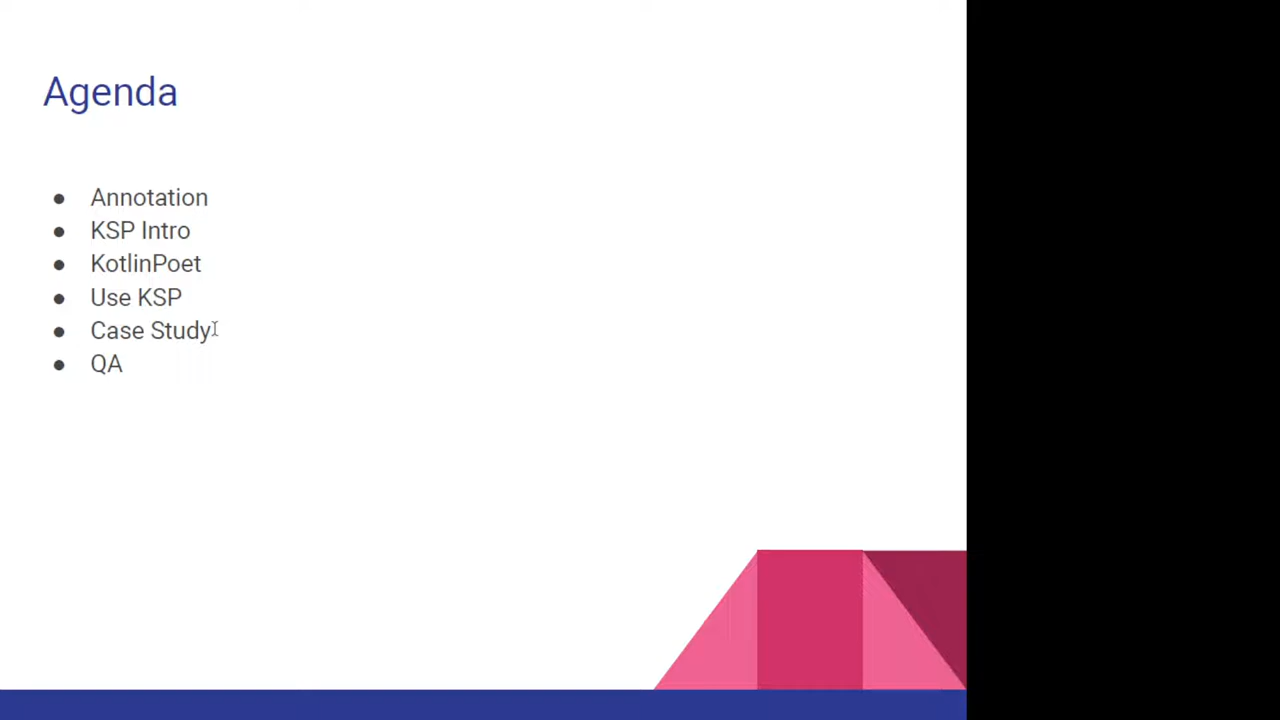 Agenda
● Annotation
● KSP Intro
● KotlinPoet
● Use KSP
● Case Study
● QA